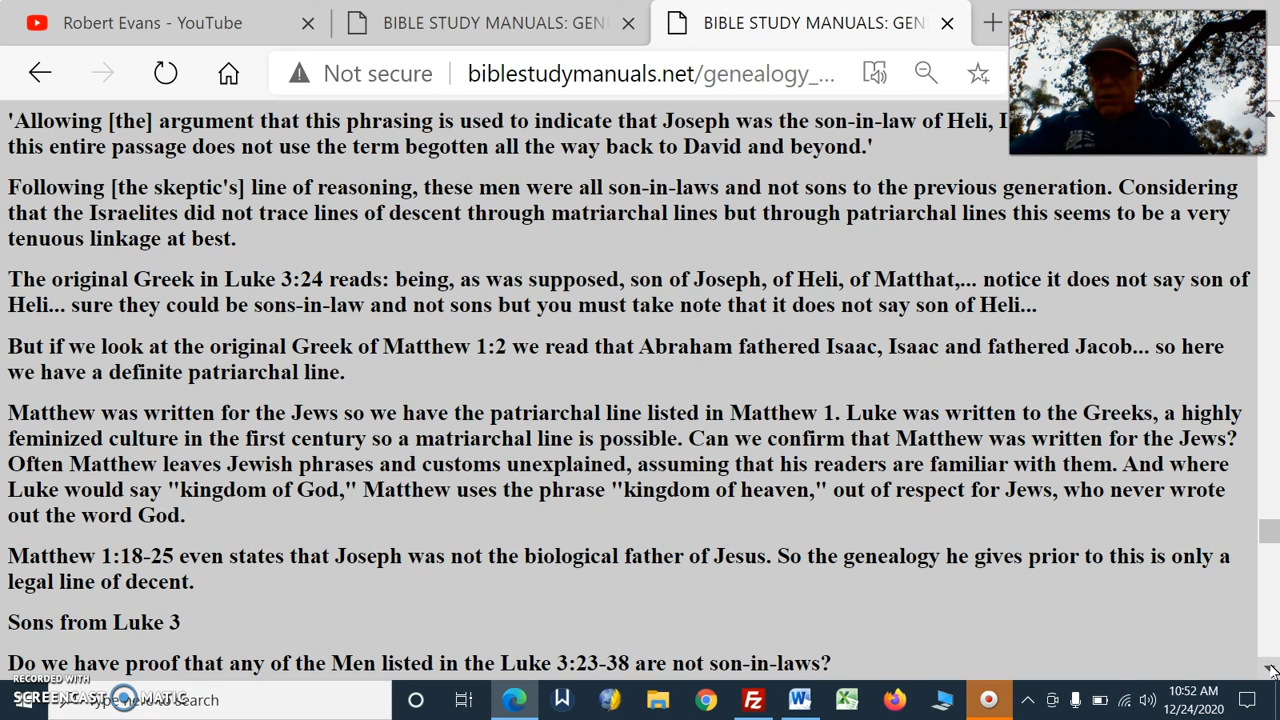 Robert Evans - YouTube
BIBLE STUDY MANUALS: GEN
BIBLE STUDY MANUALS: GEN
Not secure
biblestudymanuals.net/genealogy_...
'Allowing [the] argument that this phrasing is used to indicate that Joseph was the son-in-law of Heli, I
this entire passage does not use the term begotten all the way back to David and beyond.'
Following [the skeptic's] line of reasoning, these men were all son-in-laws and not sons to the previous generation. Considering
that the Israelites did not trace lines of descent through matriarchal lines but through patriarchal lines this seems to be a very
tenuous linkage at best.
The original Greek in Luke 3:24 reads: being, as was supposed, son of Joseph, of Heli, of Matthat,... notice it does not say son of
Heli... sure they could be sons-in-law and not sons but you must take note that it does not say son of Heli...
But if we look at the original Greek of Matthew 1:2 we read that Abraham fathered Isaac, Isaac and fathered Jacob... so here
we have a definite patriarchal line.
Matthew was written for the Jews so we have the patriarchal line listed in Matthew 1. Luke was written to the Greeks, a highly
feminized culture in the first century so a matriarchal line is possible. Can we confirm that Matthew was written for the Jews?
Often Matthew leaves Jewish phrases and customs unexplained, assuming that his readers are familiar with them. And where
Luke would say "kingdom of God," Matthew uses the phrase "kingdom of heaven," out of respect for Jews, who never wrote
out the word God.
Matthew 1:18-25 even states that Joseph was not the biological father of Jesus. So the genealogy he gives prior to this is only a
legal line of decent.
Sons from Luke 3
Do we have proof that any of the Men listed in the Luke 3:23-38 are not son-in-laws?
RECORDED WITH
SCREENCAST MATIC
Type here to search
10:52 AM
12/24/2020